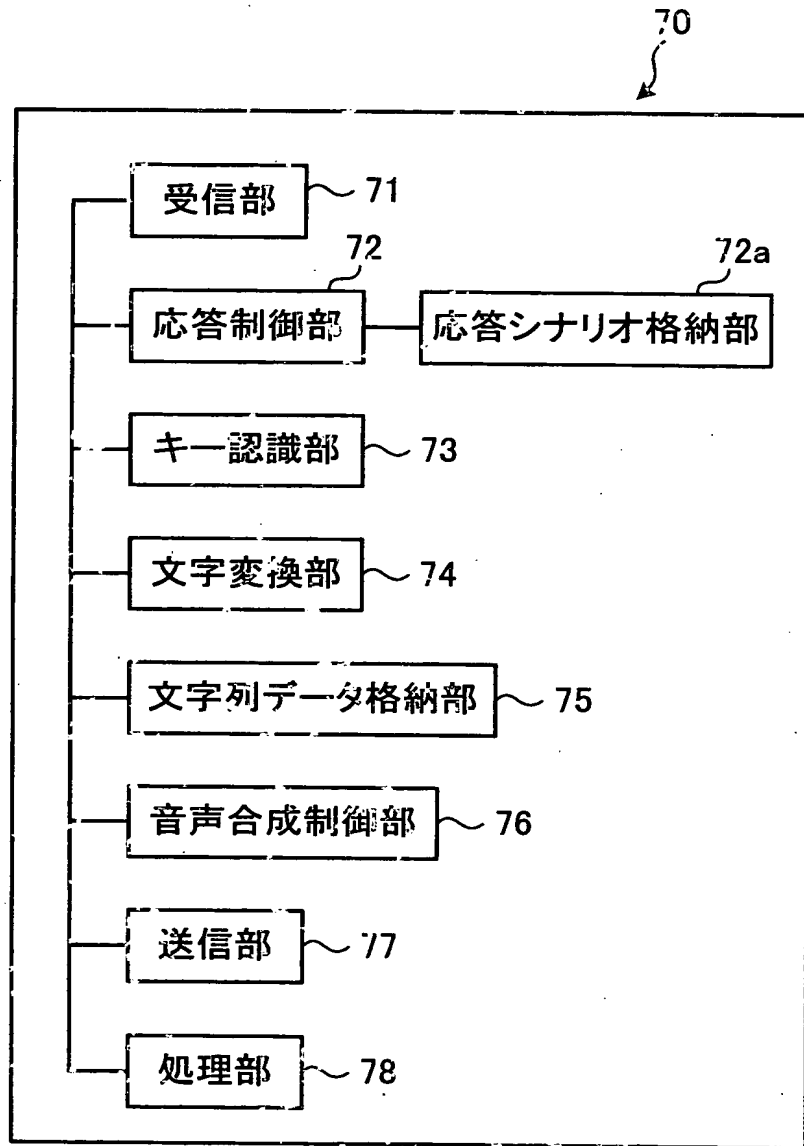 70
受信部 71
72 72a
応答制御部 応答シナリオ格納部
キー認識部 73
文字変換部 74
文字列データ格納部 75
音声合成制御部 76
送信部 77
処理部 78